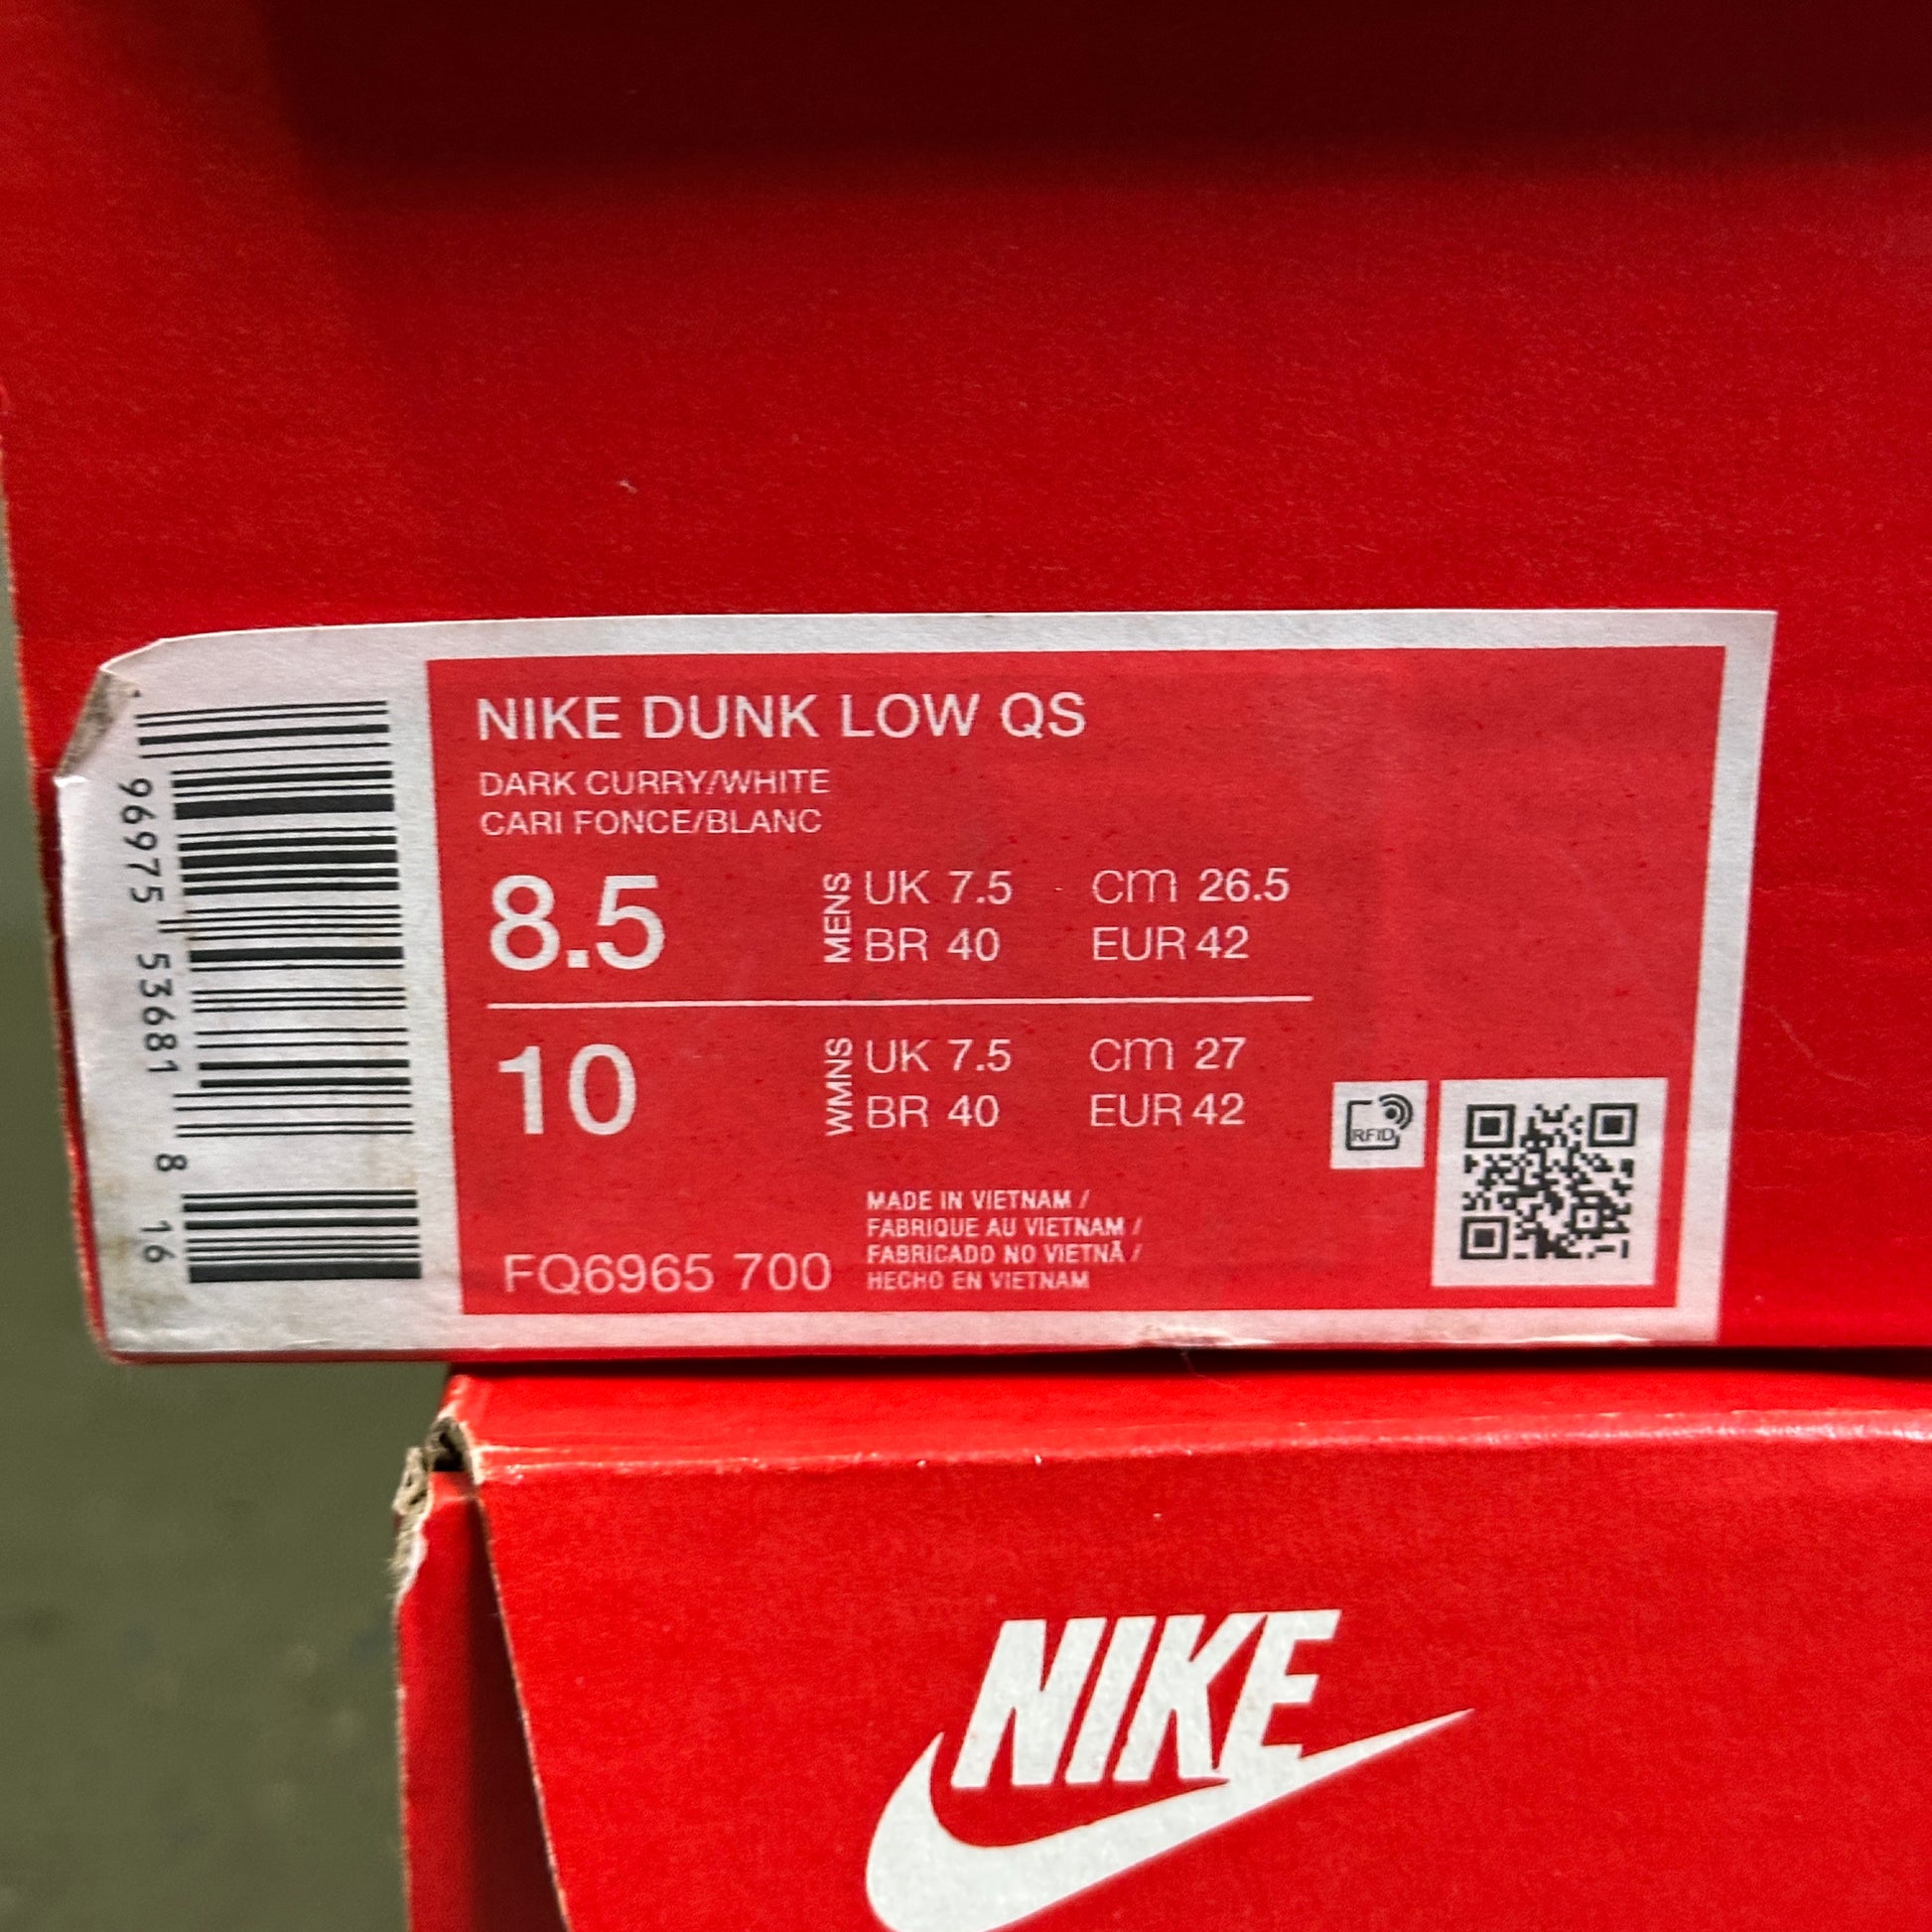 NIKE DUNK LOW QS
DARK CURRY/WHITE
CARI FONCE/BLANC
8.5 MENS UK 7.5 cm 26.5
BR 40 EUR 42
10 WMNS UK 7.5 cm 27
BR 40 EUR 42
MADE IN VIETNAM /
FABRIQUE AU VIETNAM /
FABRICADO NO VIETNÃ /
HECHO EN VIETNAM
FQ6965 700
RFID
96975 53681 8 16
NIKE